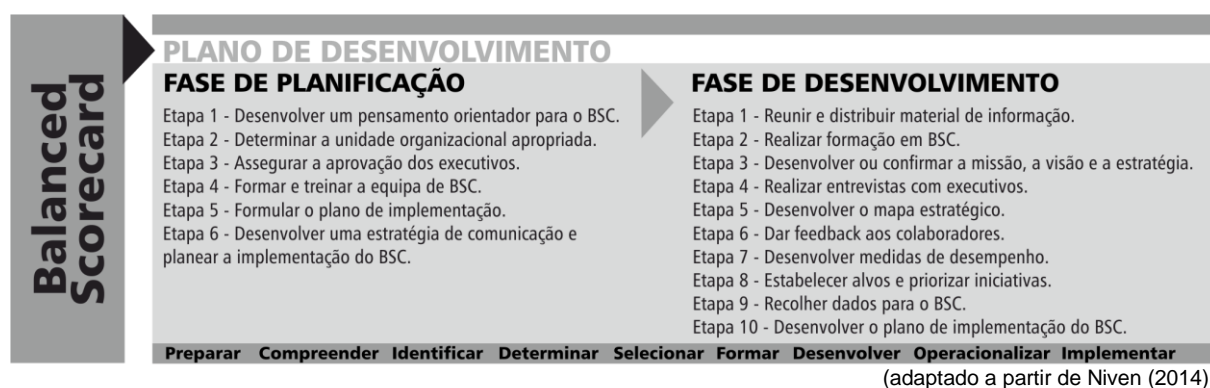 Balanced
Scorecard
PLANO DE DESENVOLVIMENTO
FASE DE PLANIFICAÇÃO
Etapa 1 - Desenvolver um pensamento orientador para o BSC.
Etapa 2 - Determinar a unidade organizacional apropriada.
Etapa 3 - Assegurar a aprovação dos executivos.
Etapa 4 - Formar e treinar a equipa de BSC.
Etapa 5 - Formular o plano de implementação.
Etapa 6 - Desenvolver uma estratégia de comunicação e
planear a implementação do BSC.
FASE DE DESENVOLVIMENTO
Etapa 1 - Reunir e distribuir material de informação.
Etapa 2 - Realizar formação em BSC.
Etapa 3 - Desenvolver ou confirmar a missão, a visão e a estratégia.
Etapa 4 - Realizar entrevistas com executivos.
Etapa 5 - Desenvolver o mapa estratégico.
Etapa 6 - Dar feedback aos colaboradores.
Etapa 7 - Desenvolver medidas de desempenho.
Etapa 8 - Estabelecer alvos e priorizar iniciativas.
Etapa 9 - Recolher dados para o BSC.
Etapa 10 - Desenvolver o plano de implementação do BSC.
Preparar Compreender Identificar Determinar Selecionar Formar Desenvolver Operacionalizar Implementar
(adaptado a partir de Niven (2014)